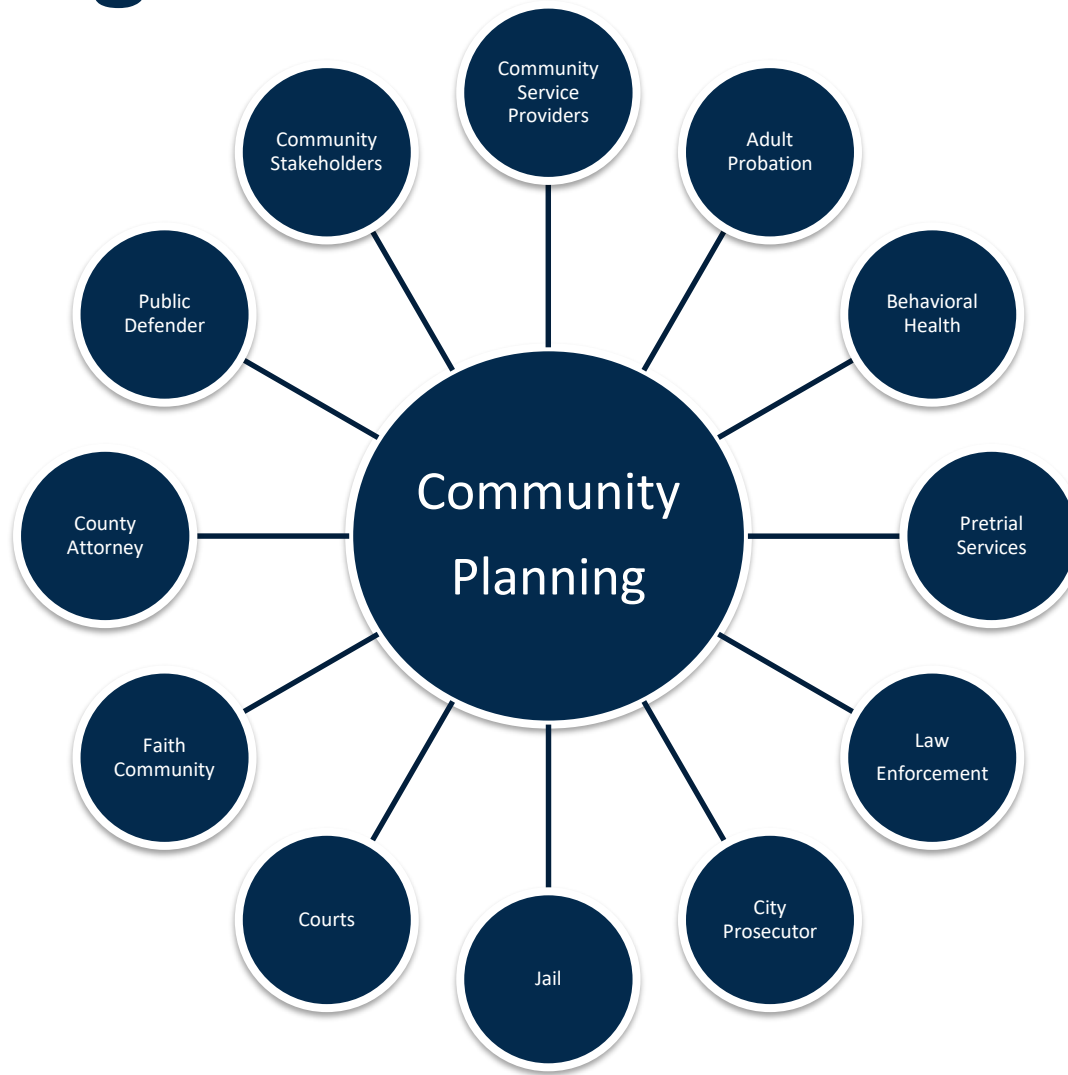 Community
Service
Providers
Adult
Probation
Behavioral
Health
Pretrial
Services
Law
Enforcement
City
Prosecutor
Jail
Courts
Faith
Community
County
Attorney
Public
Defender
Community
Stakeholders
Community
Planning